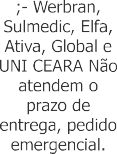 ;- Werbran,
Sulmedic, Elfa,
Ativa, Global e
UNI CEARA Não
atendem o
prazo de
entrega, pedido
emergencial.